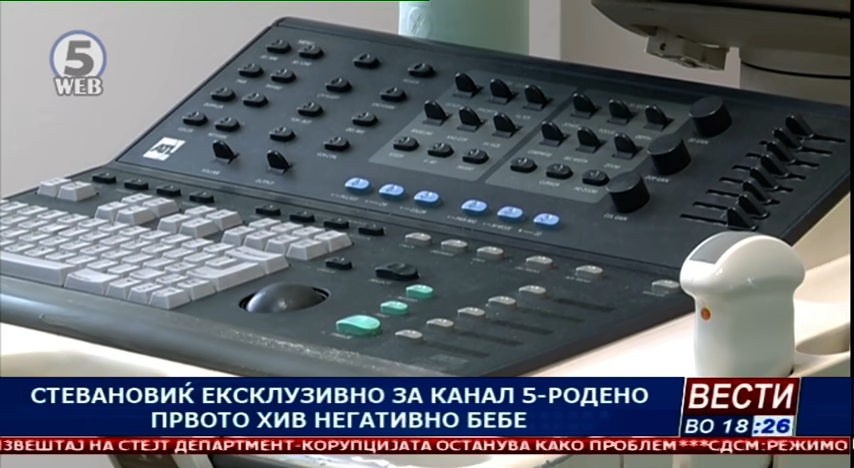 5
WEB
ATL
СТЕВАНОВИЌ ЕКСКЛУЗИВНО ЗА КАНАЛ 5-РОДЕНО
ПРВОТО ХИВ НЕГАТИВНО БЕБЕ
ВЕСТИ
ВО 18:26
ИЗВЕШТАЈ НА СТЕЈТ ДЕПАРТМЕНТ-КОРУПЦИЈАТА ОСТАНУВА КАКО ПРОБЛЕМ***СДСМ:РЕЖИМО